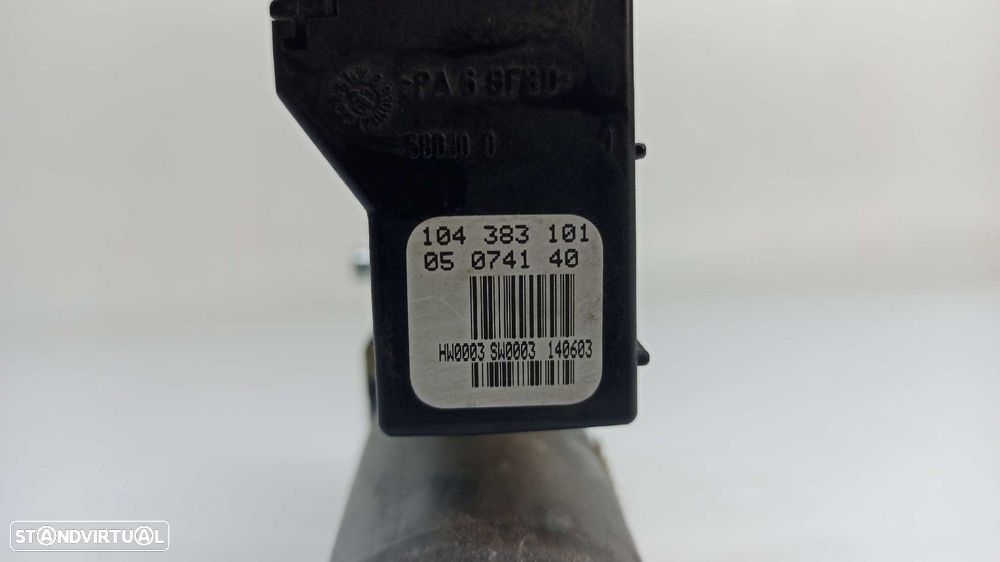 >PA 6 GF30<
104 383 101
05 0741 40
HW0003 SW0003 140603
STANDVIRTUAL